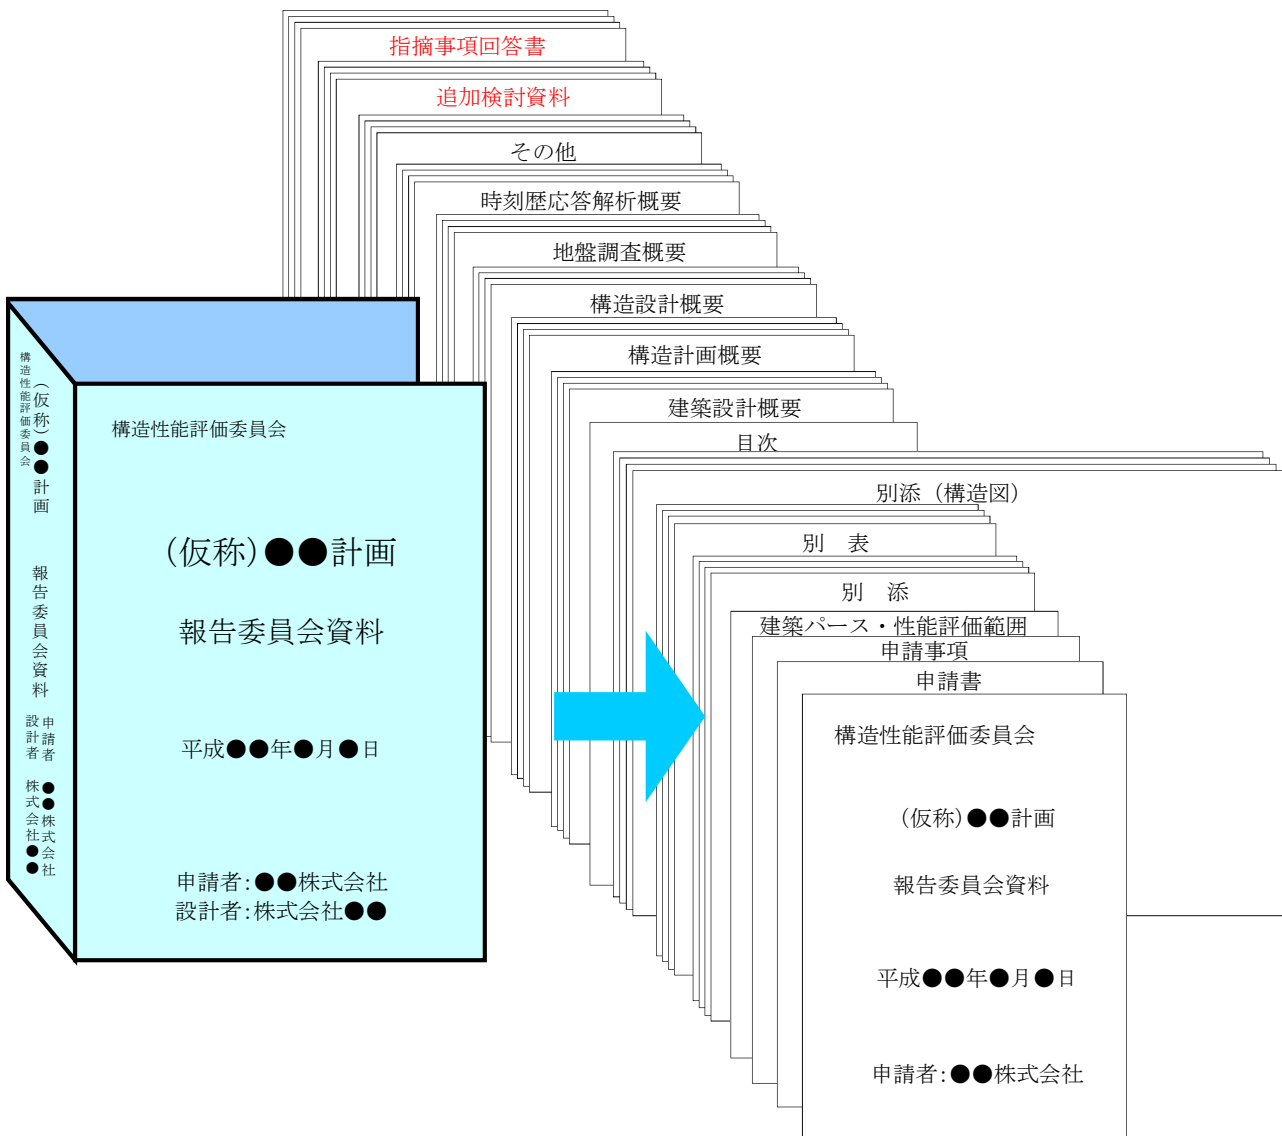 指摘事項回答書
追加検討資料
その他
時刻歴応答解析概要
地盤調査概要
構造設計概要
構造計画概要
建築設計概要
目次
別添（構造図）
別　表
別　添
建築パース・性能評価範囲
申請事項
申請書
構造性能評価委員会
（仮称）●●計画
報告委員会資料
平成●●年●月●日
申請者：●●株式会社
構造性能評価委員会
（仮称）●●計画　報告委員会資料
申請者　●●株式会社
設計者　株式会社●●
構造性能評価委員会
（仮称）●●計画
報告委員会資料
平成●●年●月●日
申請者：●●株式会社
設計者：株式会社●●